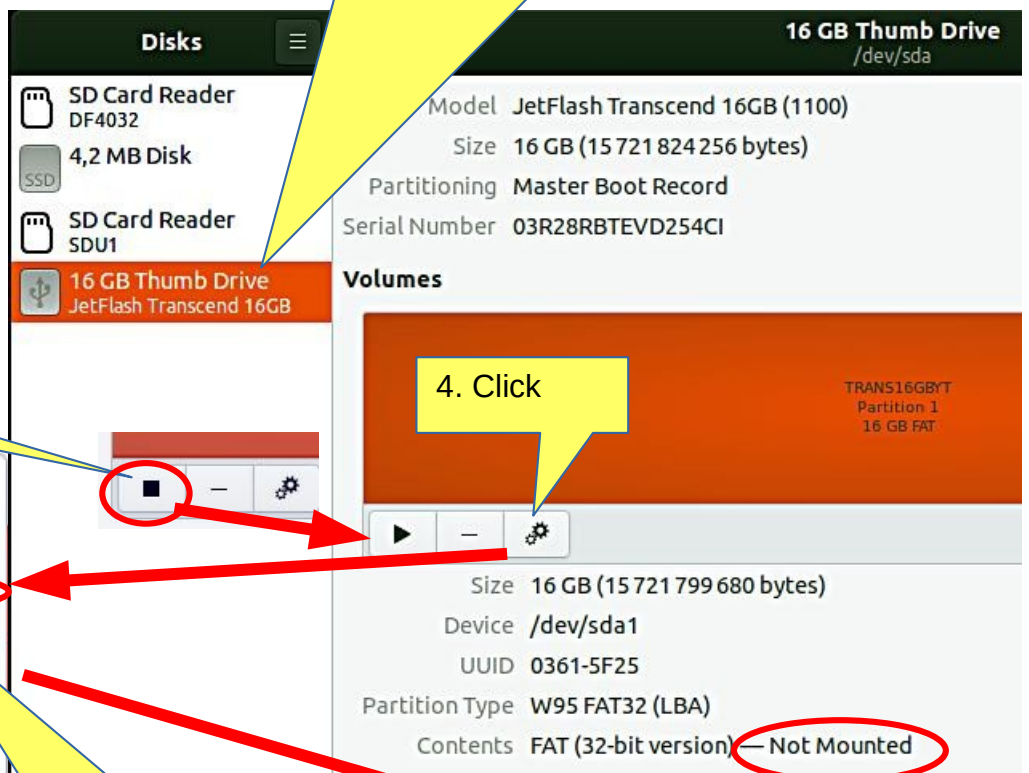 Disks
16 GB Thumb Drive
/dev/sda
SD Card Reader
DF4032
4,2 MB Disk
SSD
SD Card Reader
SDU1
16 GB Thumb Drive
JetFlash Transcend 16GB
Model JetFlash Transcend 16GB (1100)
Size 16 GB (15 721 824 256 bytes)
Partitioning Master Boot Record
Serial Number 03R28RBTEVD254CI
Volumes
4. Click
TRANS16GBYT
Partition 1
16 GB FAT
Size 16 GB (15 721 799 680 bytes)
Device /dev/sda1
UUID 0361-5F25
Partition Type W95 FAT32 (LBA)
Contents FAT (32-bit version) — Not Mounted